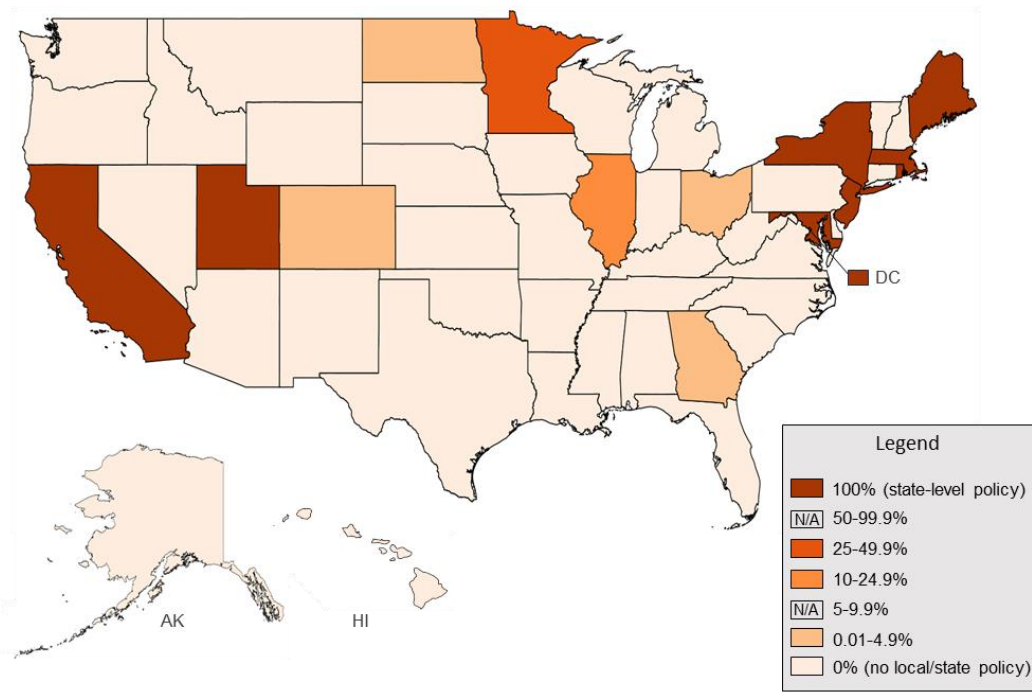 DC
AK
HI
Legend
100% (state-level policy)
N/A 50-99.9%
25-49.9%
10-24.9%
N/A 5-9.9%
0.01-4.9%
0% (no local/state policy)